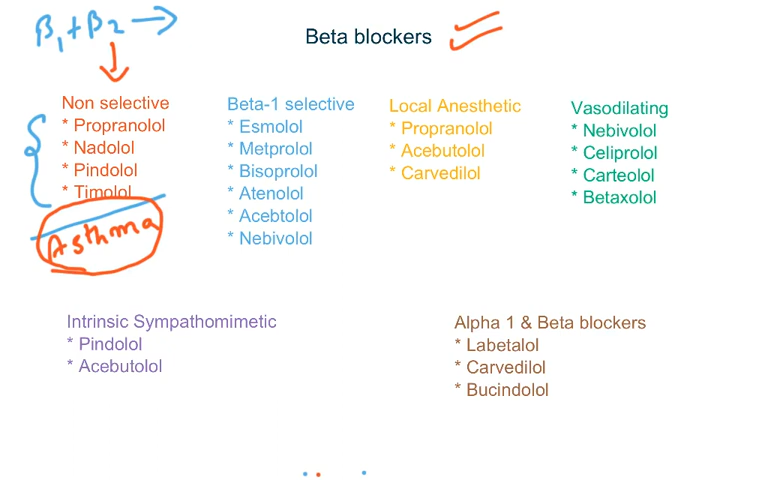 β1+β2 →
Beta blockers
Non selective
* Propranolol
* Nadolol
* Pindolol
* Timolol
Asthma
Beta-1 selective
* Esmolol
* Metprolol
* Bisoprolol
* Atenolol
* Acebtolol
* Nebivolol
Local Anesthetic
* Propranolol
* Acebutolol
* Carvedilol
Vasodilating
* Nebivolol
* Celiprolol
* Carteolol
* Betaxolol
Intrinsic Sympathomimetic
* Pindolol
* Acebutolol
Alpha 1 & Beta blockers
* Labetalol
* Carvedilol
* Bucindolol